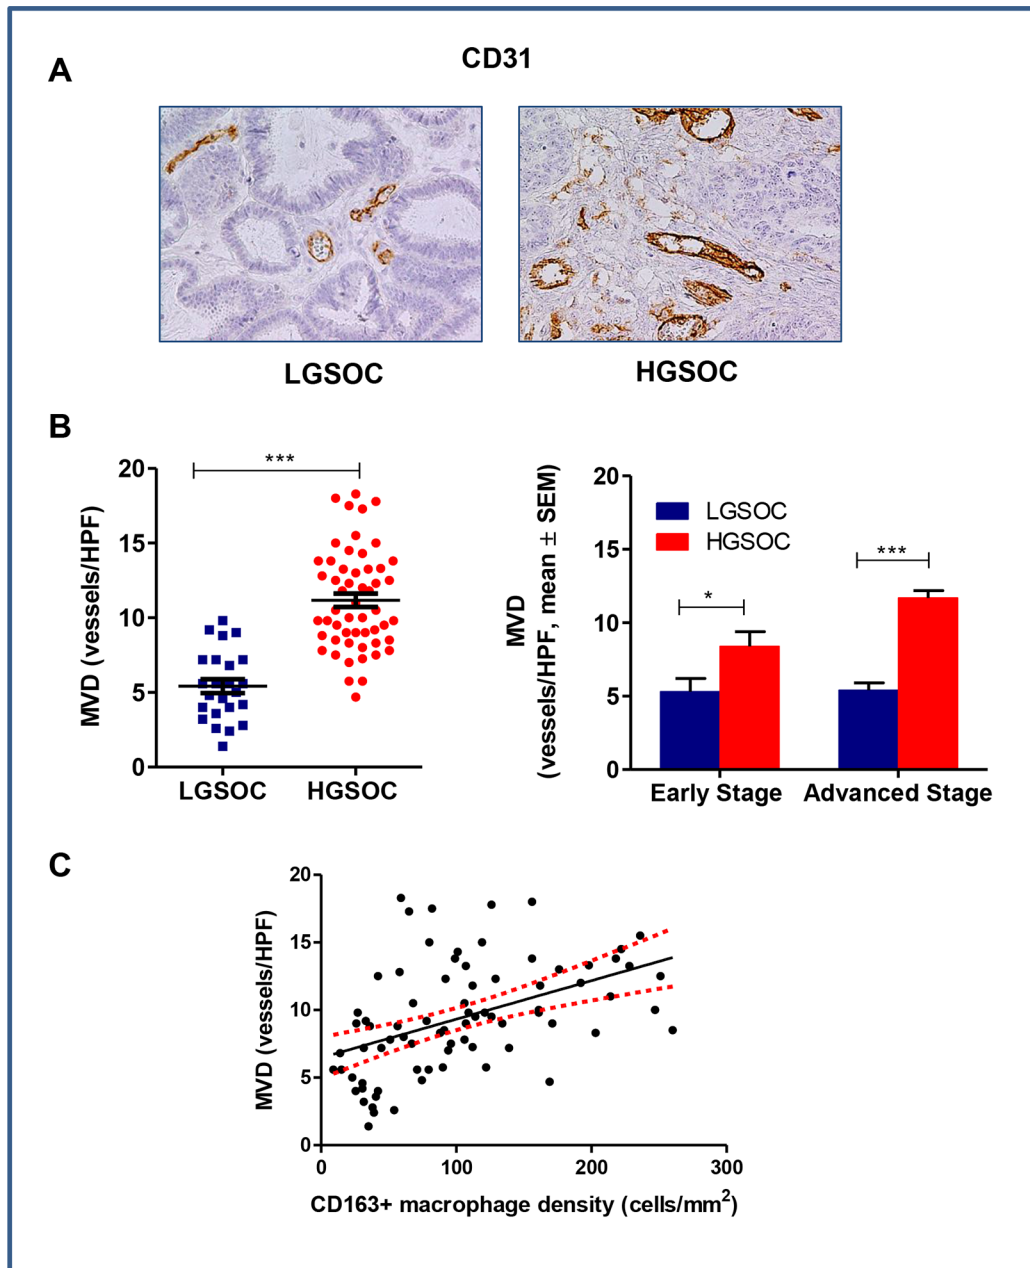 A
CD31
LGSOC
HGSOC
B
MVD (vessels/HPF)
20
15
10
5
0
***
LGSOC
HGSOC
MVD
(vessels/HPF, mean ± SEM)
20
15
10
5
0
LGSOC
HGSOC
*
***
Early Stage
Advanced Stage
C
MVD (vessels/HPF)
20
15
10
5
0
0
100
200
300
CD163+ macrophage density (cells/mm²)